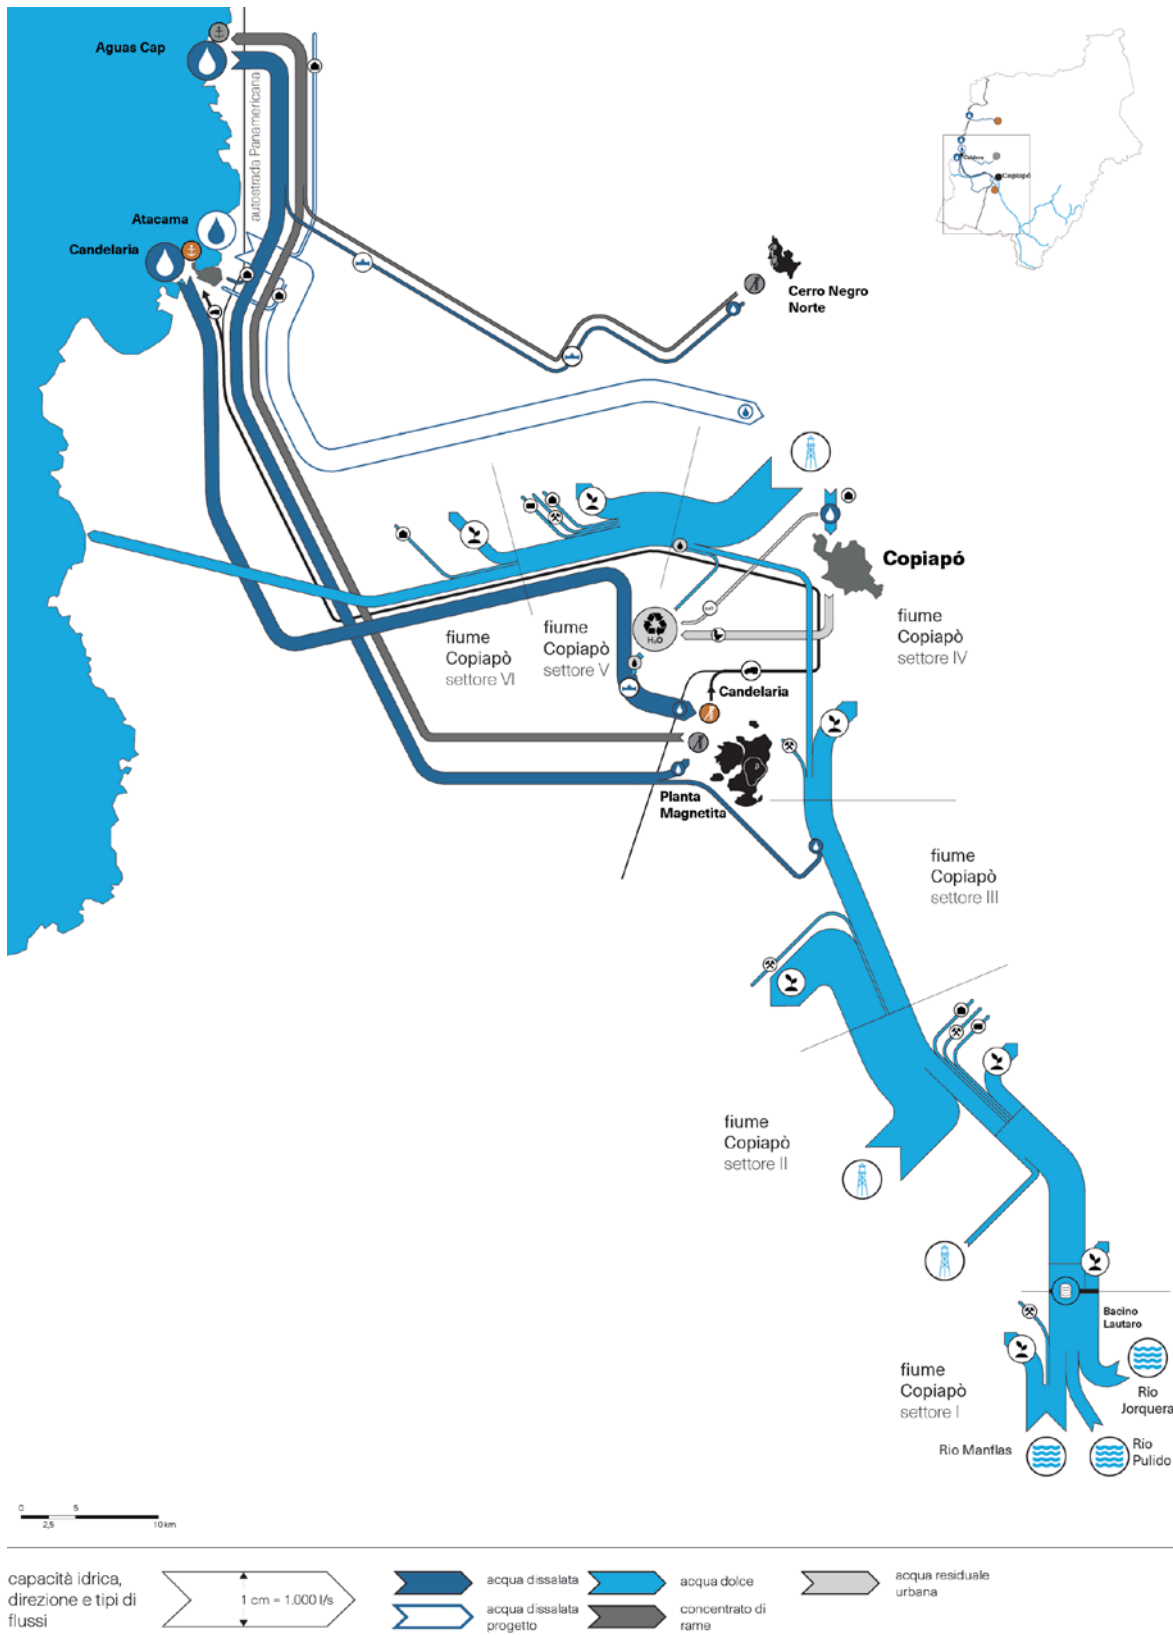 Aguas Cap
autostrada Panamericana
Atacama
Candelaria
Caldera
Copiapó
Cerro Negro
Norte
Copiapó
fiume
Copiapò
settore VI
fiume
Copiapò
settore V
fiume
Copiapò
settore IV
H₂O
Candelaria
Planta
Magnetita
fiume
Copiapò
settore III
fiume
Copiapò
settore II
Bacino
Lautaro
fiume
Copiapò
settore I
Rio
Jorquera
Rio Manflas
Rio
Pulido
0 5
2,5 10 km
capacità idrica,
direzione e tipi di
flussi
1 cm = 1.000 l/s
acqua dissalata
acqua dolce
acqua residuale
urbana
acqua dissalata
progetto
concentrato di
rame